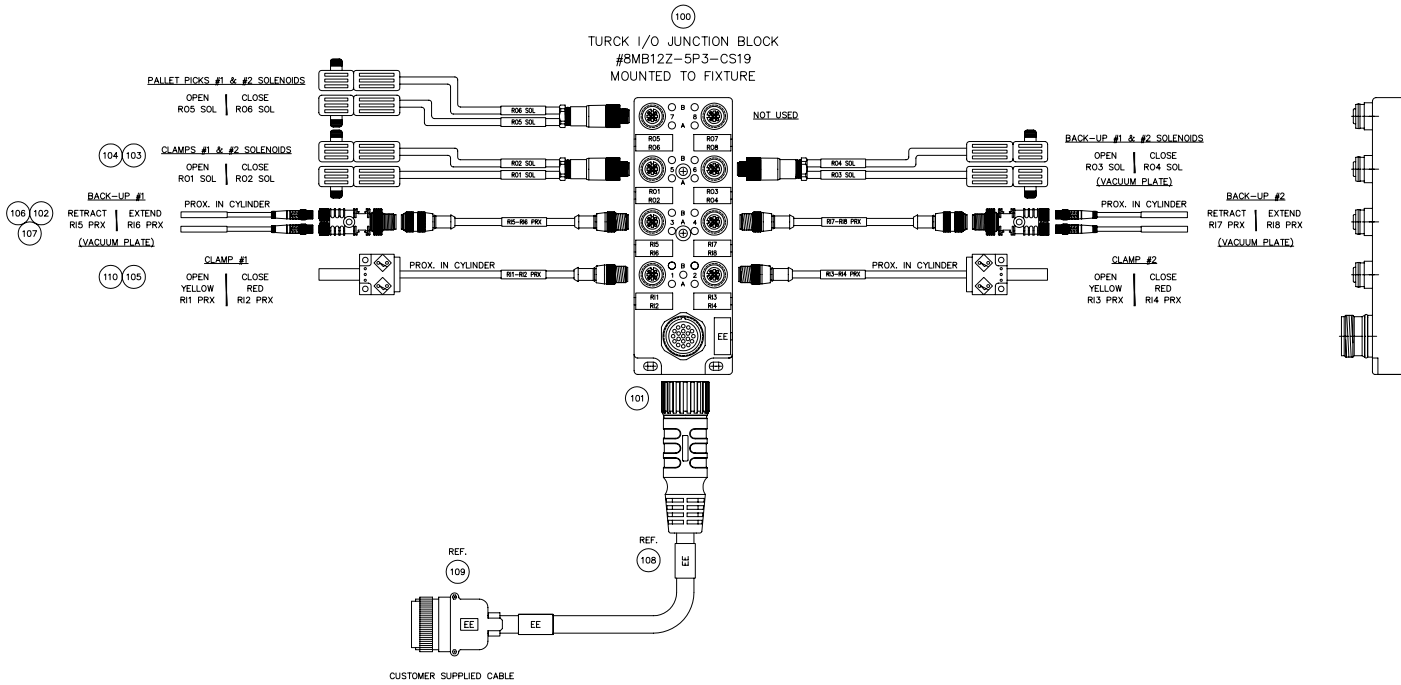 100
TURCK I/O JUNCTION BLOCK
#8MB12Z-5P3-CS19
MOUNTED TO FIXTURE
PALLET PICKS #1 & #2 SOLENOIDS
OPEN CLOSE
RO5 SOL RO6 SOL
RO6 SOL
RO5 SOL
104 103
CLAMPS #1 & #2 SOLENOIDS
OPEN CLOSE
RO1 SOL RO2 SOL
RO2 SOL
RO1 SOL
106 102
107
BACK-UP #1
RETRACT EXTEND
RI5 PRX RI6 PRX
(VACUUM PLATE)
PROX. IN CYLINDER
RI5-RI6 PRX
110 105
CLAMP #1
OPEN CLOSE
YELLOW RED
RI1 PRX RI2 PRX
PROX. IN CYLINDER
RI1-RI2 PRX
B
7 8
A
RO5 RO7
RO6 RO8
B
5 6
A
RO1 RO3
RO2 RO4
B
3 A 4
RI5 RI7
RI6 RI8
B B
1 2
A A
RI1 RI3
RI2 RI4
EE
NOT USED
RO4 SOL
RO3 SOL
BACK-UP #1 & #2 SOLENOIDS
OPEN CLOSE
RO3 SOL RO4 SOL
(VACUUM PLATE)
RI7-RI8 PRX
PROX. IN CYLINDER
BACK-UP #2
RETRACT EXTEND
RI7 PRX RI8 PRX
(VACUUM PLATE)
RI3-RI4 PRX
PROX. IN CYLINDER
CLAMP #2
OPEN CLOSE
YELLOW RED
RI3 PRX RI4 PRX
101
REF.
108
EE
REF.
109
EE
EE
CUSTOMER SUPPLIED CABLE